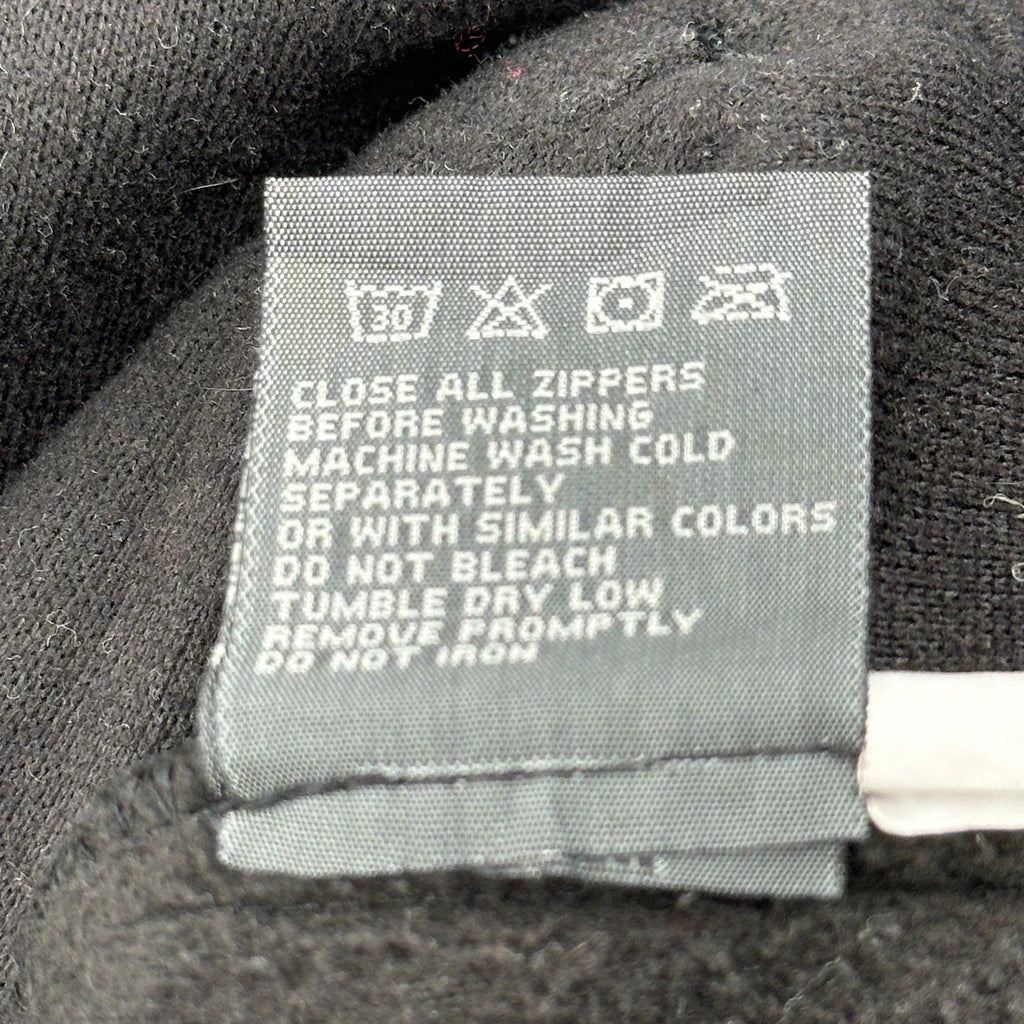 30
CLOSE ALL ZIPPERS
BEFORE WASHING
MACHINE WASH COLD
SEPARATELY
OR WITH SIMILAR COLORS
DO NOT BLEACH
TUMBLE DRY LOW
REMOVE PROMPTLY
DO NOT IRON